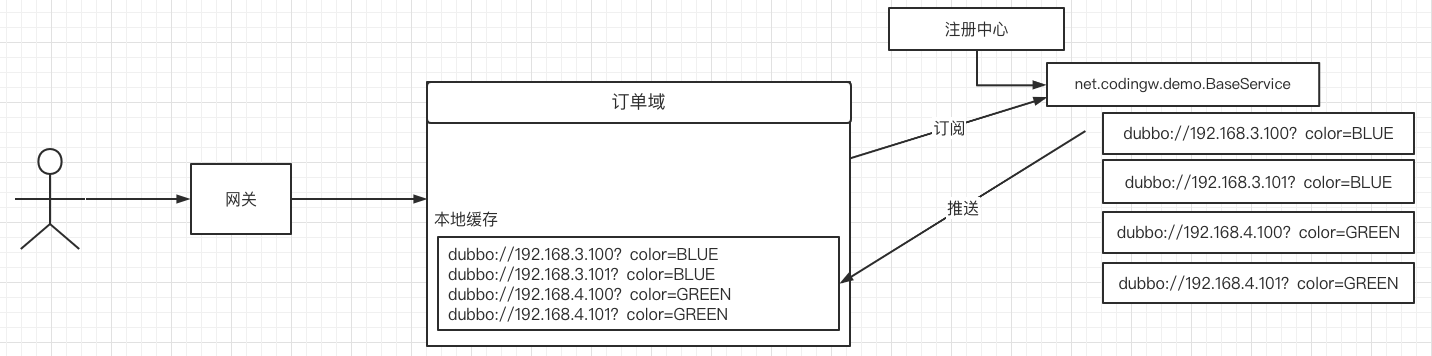 注册中心
net.codingw.demo.BaseService
订单域
订阅
dubbo://192.168.3.100? color=BLUE
dubbo://192.168.3.101? color=BLUE
dubbo://192.168.4.100? color=GREEN
dubbo://192.168.4.101? color=GREEN
推送
网关
本地缓存
dubbo://192.168.3.100? color=BLUE
dubbo://192.168.3.101? color=BLUE
dubbo://192.168.4.100? color=GREEN
dubbo://192.168.4.101? color=GREEN